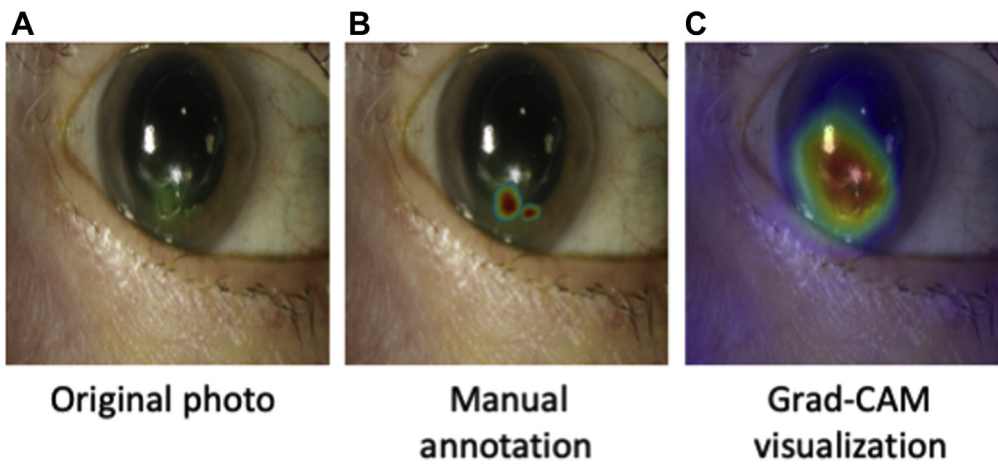 A B C
Original photo
Manual
annotation
Grad-CAM
visualization